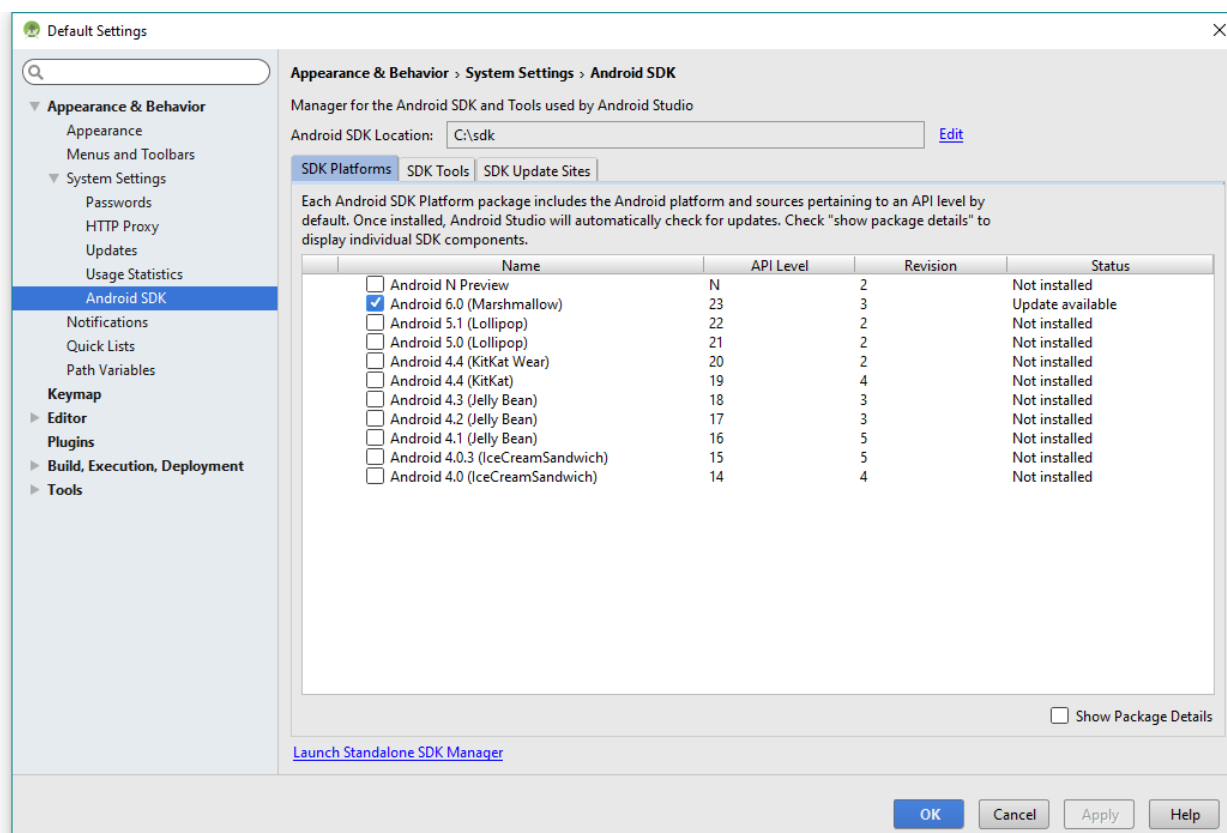 Default Settings
Appearance & Behavior
Appearance
Menus and Toolbars
System Settings
Passwords
HTTP Proxy
Updates
Usage Statistics
Android SDK
Notifications
Quick Lists
Path Variables
Keymap
Editor
Plugins
Build, Execution, Deployment
Tools
Appearance & Behavior › System Settings › Android SDK
Manager for the Android SDK and Tools used by Android Studio
Android SDK Location: C:\sdk Edit
SDK Platforms SDK Tools SDK Update Sites
Each Android SDK Platform package includes the Android platform and sources pertaining to an API level by
default. Once installed, Android Studio will automatically check for updates. Check "show package details" to
display individual SDK components.
Name API Level Revision Status
Android N Preview N 2 Not installed
Android 6.0 (Marshmallow) 23 3 Update available
Android 5.1 (Lollipop) 22 2 Not installed
Android 5.0 (Lollipop) 21 2 Not installed
Android 4.4 (KitKat Wear) 20 2 Not installed
Android 4.4 (KitKat) 19 4 Not installed
Android 4.3 (Jelly Bean) 18 3 Not installed
Android 4.2 (Jelly Bean) 17 3 Not installed
Android 4.1 (Jelly Bean) 16 5 Not installed
Android 4.0.3 (IceCreamSandwich) 15 5 Not installed
Android 4.0 (IceCreamSandwich) 14 4 Not installed
Show Package Details
Launch Standalone SDK Manager
OK Cancel Apply Help